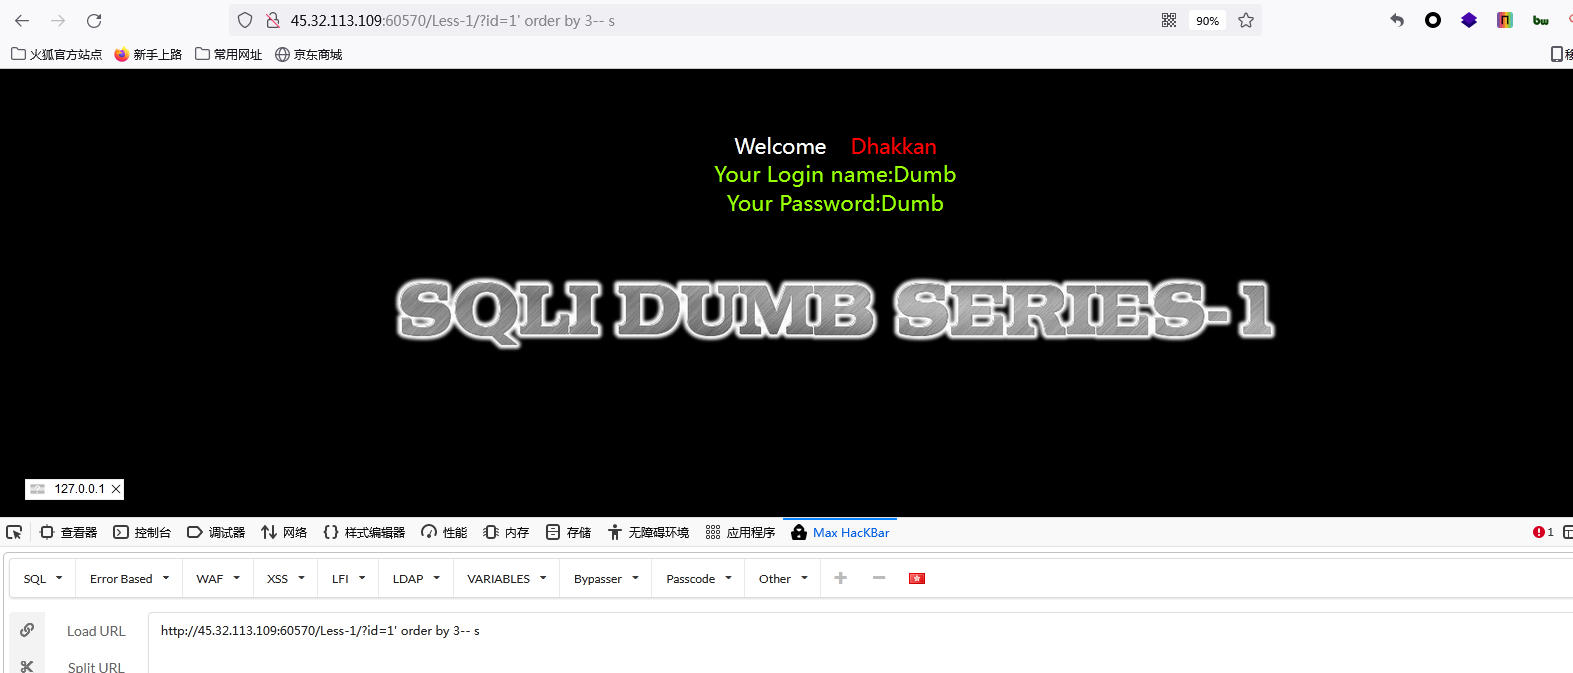 45.32.113.109:60570/Less-1/?id=1' order by 3-- s 90% bw
火狐官方站点 新手上路 常用网址 京东商城 移
Welcome Dhakkan
Your Login name:Dumb
Your Password:Dumb
SQLI DUMB SERIES-1
127.0.0.1
查看器 控制台 调试器 网络 样式编辑器 性能 内存 存储 无障碍环境 应用程序 Max HacKBar 1
SQL Error Based WAF XSS LFI LDAP VARIABLES Bypasser Passcode Other
Load URL http://45.32.113.109:60570/Less-1/?id=1' order by 3-- s
Split URL